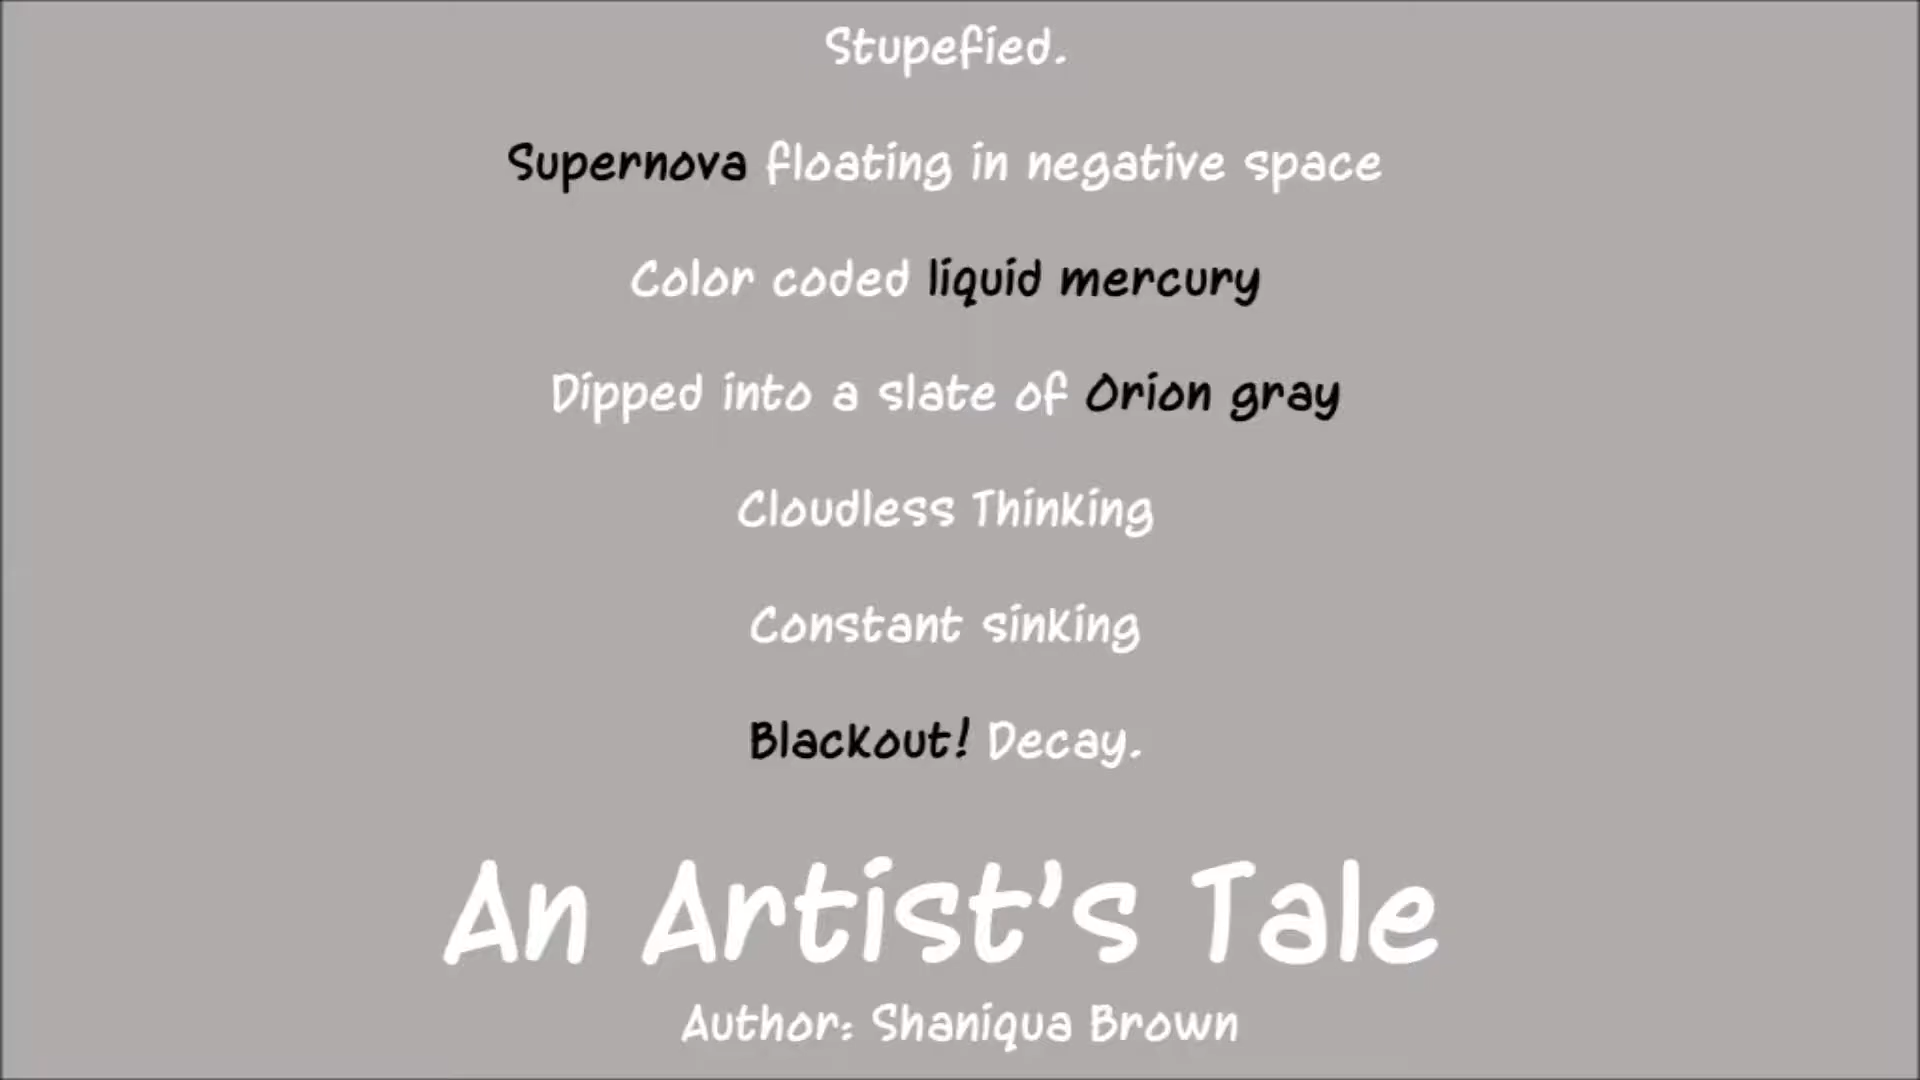 Stupefied.
Supernova floating in negative space
Color coded liquid mercury
Dipped into a slate of Orion gray
Cloudless Thinking
Constant sinking
Blackout! Decay.
An Artist's Tale
Author: Shaniqua Brown